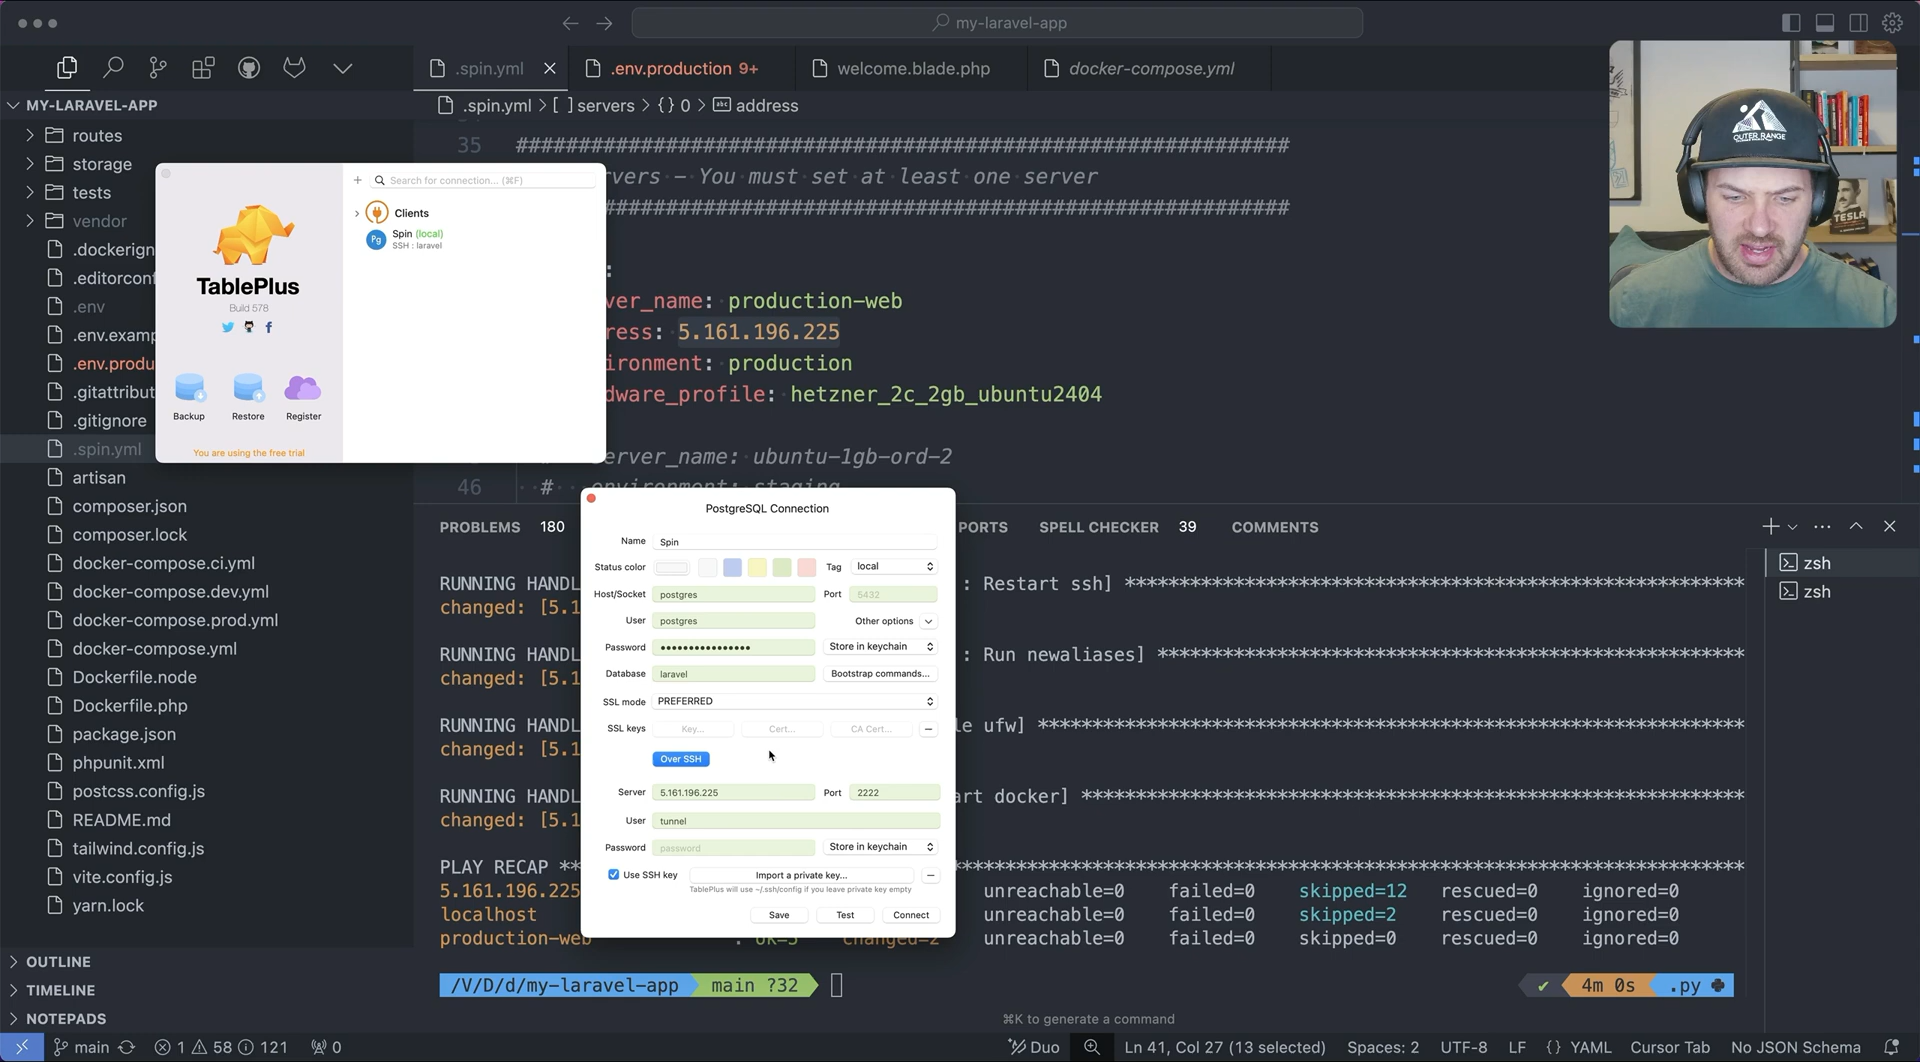 my-laravel-app
.spin.yml
.env.production 9+
welcome.blade.php
docker-compose.yml
MY-LARAVEL-APP
.spin.yml > [ ] servers > {} 0 > abc address
routes
storage
tests
vendor
.dockerign
.editorconf
.env
.env.examp
.env.produ
.gitattribut
.gitignore
.spin.yml
artisan
composer.json
composer.lock
docker-compose.ci.yml
docker-compose.dev.yml
docker-compose.prod.yml
docker-compose.yml
Dockerfile.node
Dockerfile.php
package.json
phpunit.xml
postcss.config.js
README.md
tailwind.config.js
vite.config.js
yarn.lock
OUTLINE
TIMELINE
NOTEPADS
35 ##############################################################
vers - You must set at least one server
ver_name: production-web
ress: 5.161.196.225
ironment: production
dware_profile: hetzner_2c_2gb_ubuntu2404
server_name: ubuntu-1gb-ord-2
46 # environment: staging
TablePlus
Build 578
Backup
Restore
Register
You are using the free trial
Search for connection... (⌘F)
Clients
Pg
Spin (local)
SSH : laravel
OUTER RANGE
TESLA
PROBLEMS 180
PORTS
SPELL CHECKER 39
COMMENTS
zsh
zsh
PostgreSQL Connection
Name Spin
Status color
Tag local
Host/Socket postgres Port 5432
User postgres Other options
Password •••••••••••••••• Store in keychain
Database laravel Bootstrap commands...
SSL mode PREFERRED
SSL keys Key... Cert... CA Cert...
Over SSH
Server 5.161.196.225 Port 2222
User tunnel
Password password Store in keychain
Use SSH key Import a private key...
TablePlus will use ~/.ssh/config if you leave private key empty
Save Test Connect
RUNNING HANDL : Restart ssh] **************************************************
changed: [5.1
RUNNING HANDL : Run newaliases] ***********************************************
changed: [5.1
RUNNING HANDL le ufw] *********************************************************
changed: [5.1
RUNNING HANDL art docker] *****************************************************
changed: [5.1
PLAY RECAP ** ***************************************************************
5.161.196.225 unreachable=0 failed=0 skipped=12 rescued=0 ignored=0
localhost unreachable=0 failed=0 skipped=2 rescued=0 ignored=0
production-web : ok=3 changed=2 unreachable=0 failed=0 skipped=0 rescued=0 ignored=0
/V/D/d/my-laravel-app main ?32
4m 0s .py
⌘K to generate a command
main
1 58 121
0
Duo
Ln 41, Col 27 (13 selected)
Spaces: 2
UTF-8
LF
{} YAML
Cursor Tab
No JSON Schema